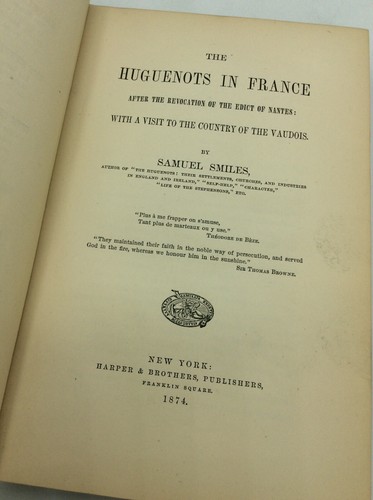 THE
HUGUENOTS IN FRANCE
AFTER THE REVOCATION OF THE EDICT OF NANTES:
WITH A VISIT TO THE COUNTRY OF THE VAUDOIS.
BY
SAMUEL SMILES,
AUTHOR OF "THE HUGUENOTS: THEIR SETTLEMENTS, CHURCHES, AND INDUSTRIES
IN ENGLAND AND IRELAND," "SELF-HELP," "CHARACTER,"
"LIFE OF THE STEPHENSONS," ETC.
"Plus à me frapper on s'amuse,
Tant plus de marteaux on y use."
THÉODORE DE BÈZE.
"They maintained their faith in the noble way of persecution, and served
God in the fire, whereas we honour him in the sunshine."
SIR THOMAS BROWNE.
NEW YORK:
HARPER & BROTHERS, PUBLISHERS,
FRANKLIN SQUARE.
1874.